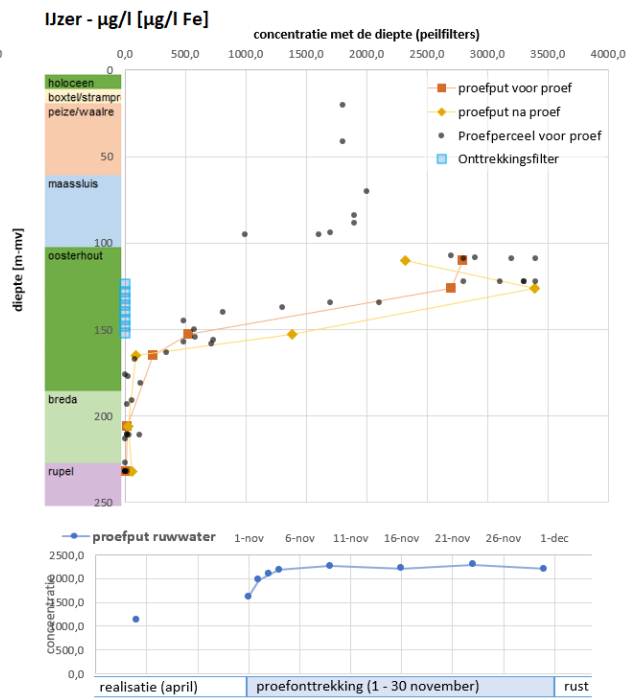 IJzer - µg/l [µg/l Fe]
concentratie met de diepte (peilfilters)
0
0,0 500,0 1000,0 1500,0 2000,0 2500,0 3000,0 3500,0 4000,0
0
holoceen
boxtel/strampr
peize/waalre
50
maassluis
100
oosterhout
150
breda
200
rupel
250
diepte [m-mv]
proefput voor proef
proefput na proef
Proefperceel voor proef
Onttrekkingsfilter
proefput ruwwater
1-nov 6-nov 11-nov 16-nov 21-nov 26-nov 1-dec
concentratie
2500,0
2000,0
1500,0
1000,0
500,0
0,0
realisatie (april) proefonttrekking (1 - 30 november) rust